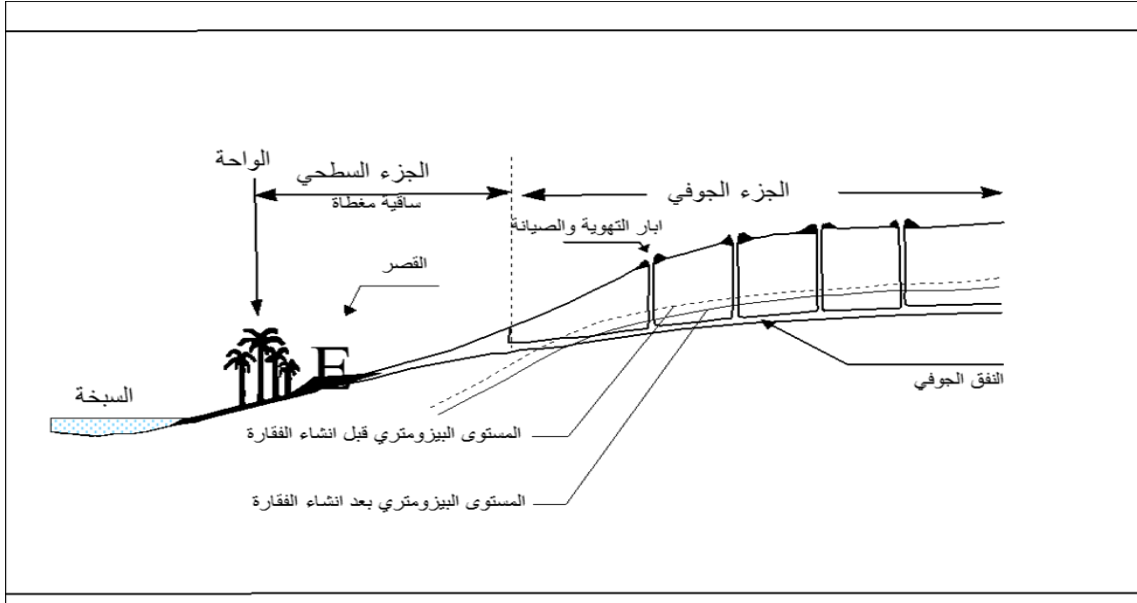 الواحة
الجزء السطحي
ساقية مغطاة
الجزء الجوفي
ابار التهوية والصيانة
القصر
E
النفق الجوفي
السبخة
المستوى البيزومتري قبل انشاء الفقارة
المستوى البيزومتري بعد انشاء الفقارة